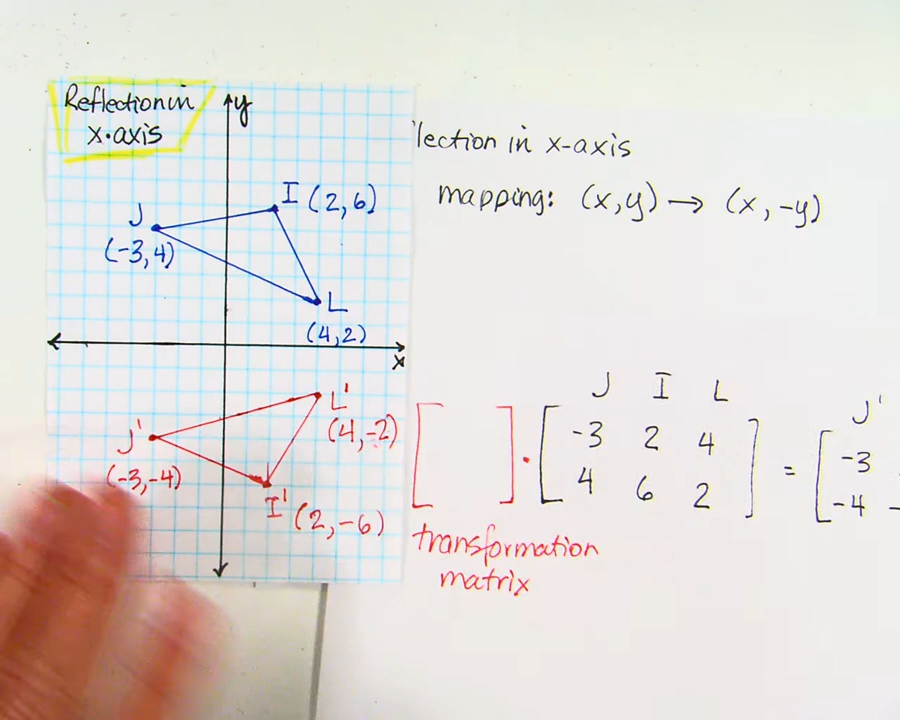 Reflection in
x-axis
y
I (2,6)
J
(-3,4)
L
(4,2)
x
L'
(4,-2)
J'
(-3,-4)
I' (2,-6)
lection in x-axis
mapping: (x,y) → (x,-y)
J I L J'
[ ] · [ -3 2 4 ] = [ -3
4 6 2 -4 -
transformation
matrix